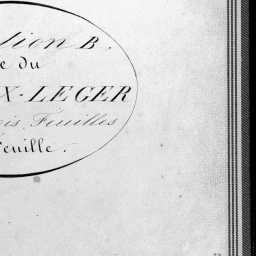 tion B.
e du
X-LEGER
is Feuilles
Feuille.